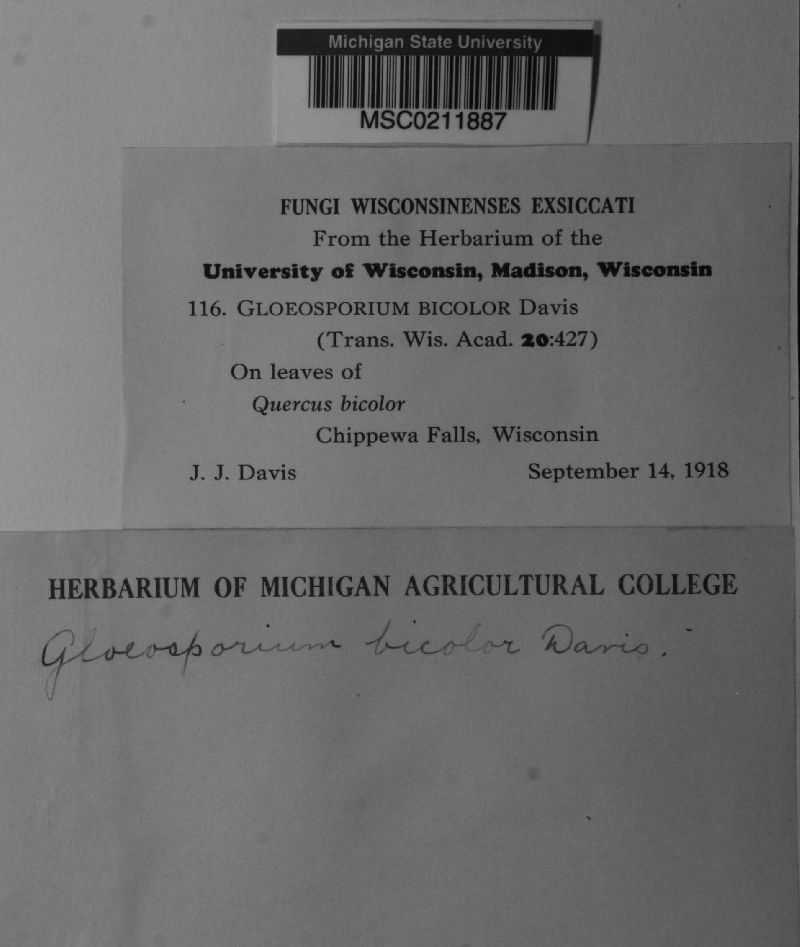 Michigan State University
MSC0211887
FUNGI WISCONSINENSES EXSICCATI
From the Herbarium of the
University of Wisconsin, Madison, Wisconsin
116. GLOEOSPORIUM BICOLOR Davis
(Trans. Wis. Acad. 20:427)
On leaves of
Quercus bicolor
Chippewa Falls, Wisconsin
J. J. Davis September 14, 1918
HERBARIUM OF MICHIGAN AGRICULTURAL COLLEGE
Gloeosporium bicolor Davis.